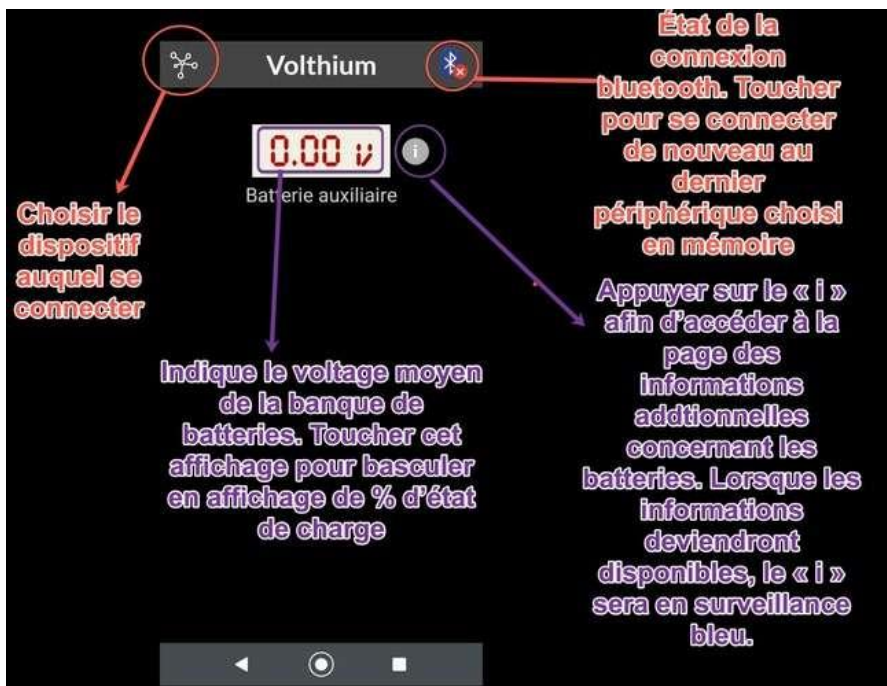 Volthium
0.00 v
Batterie auxiliaire
Choisir le
dispositif
auquel se
connecter
État de la
connexion
bluetooth. Toucher
pour se connecter
de nouveau au
dernier
périphérique choisi
en mémoire
Indique le voltage moyen
de la banque de
batteries. Toucher cet
affichage pour basculer
en affichage de % d'état
de charge
i
Appuyer sur le « i »
afin d'accéder à la
page des
informations
addtionnelles
concernant les
batteries. Lorsque les
informations
deviendront
disponibles, le « i »
sera en surveillance
bleu.